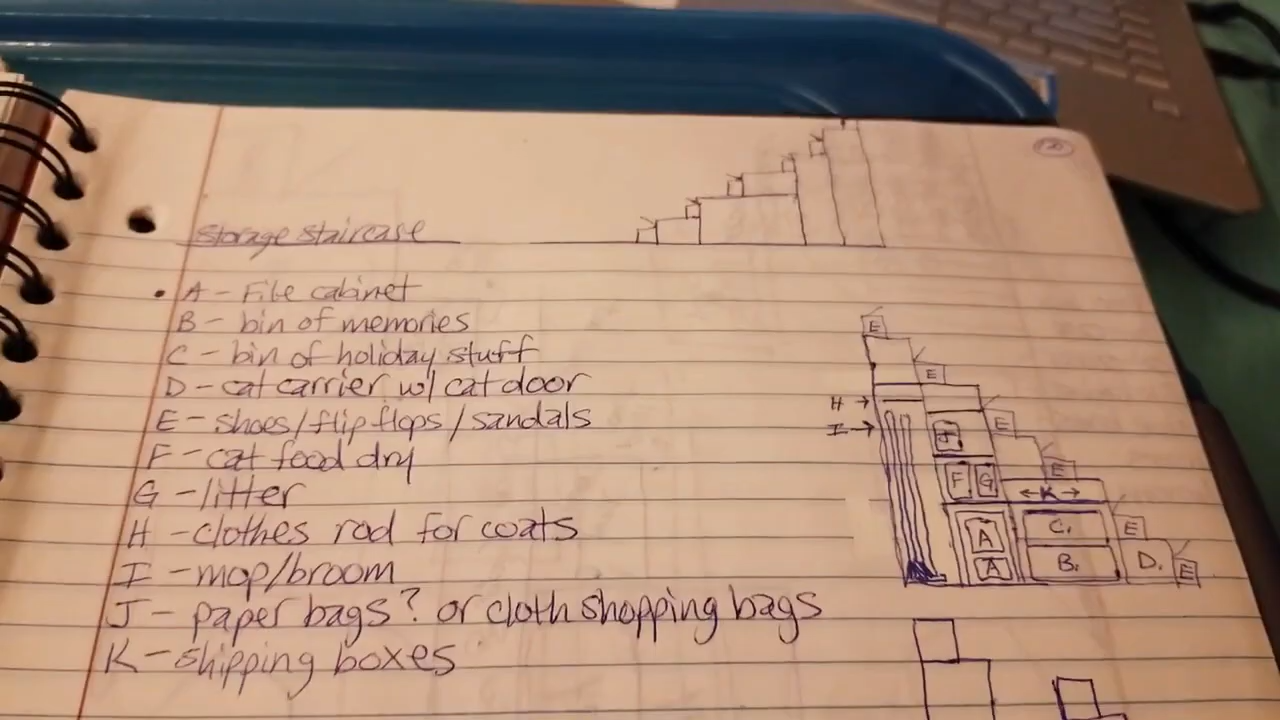 storage staircase
A - File cabinet
B - bin of memories
C - bin of holiday stuff
D - cat carrier w/ cat door
E - shoes/flip flops/sandals
F - cat food dry
G - litter
H - clothes rod for coats
I - mop/broom
J - paper bags? or cloth shopping bags
K - shipping boxes
E
E
H →
I →
E
J
E
F G
← K →
A
C.
E
A
B.
D.
E